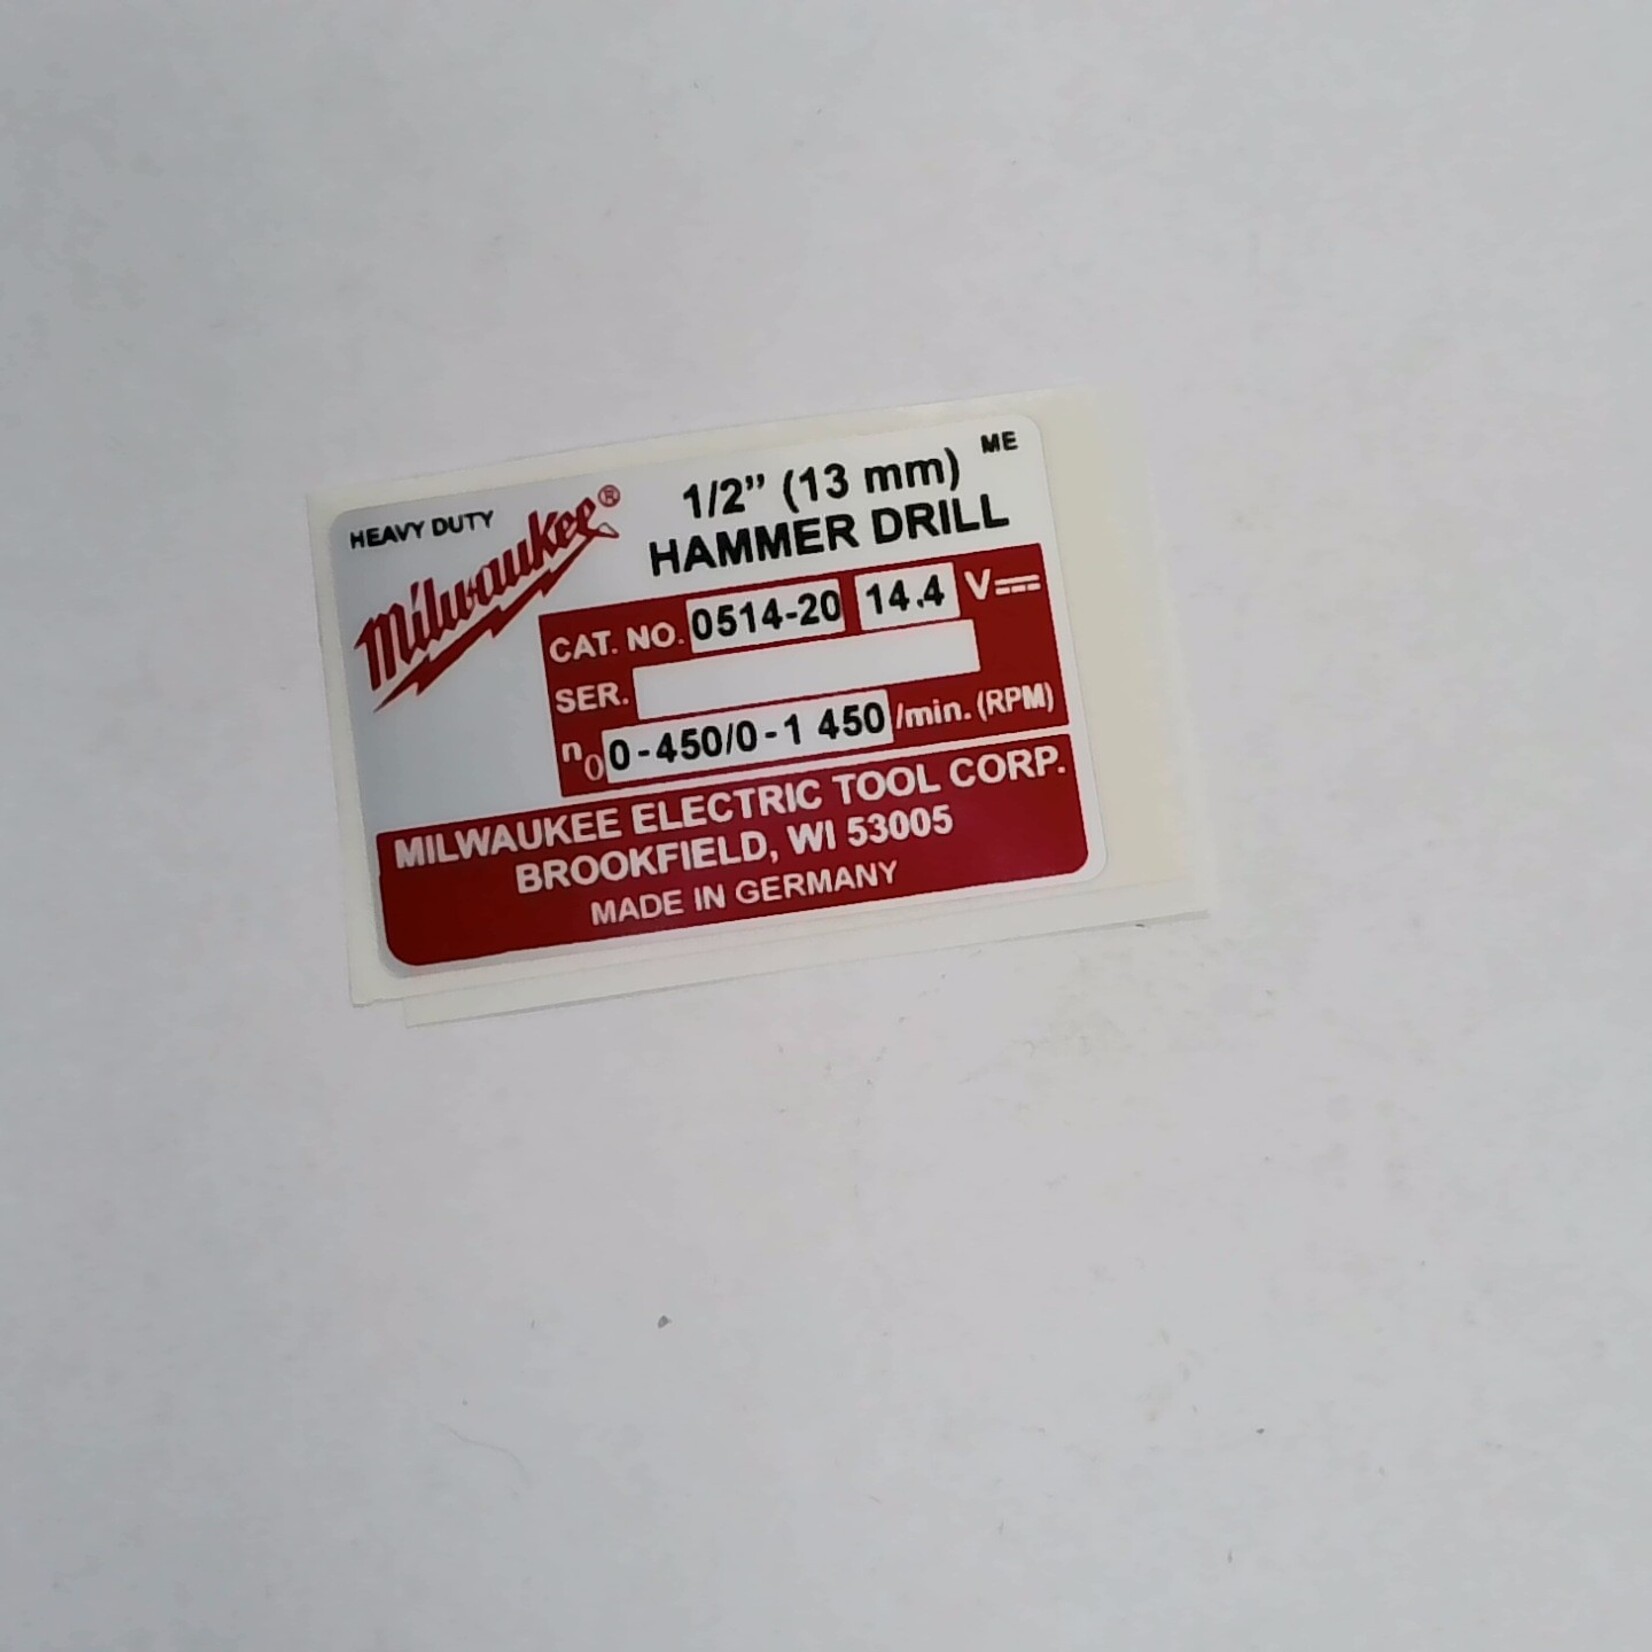 ME
HEAVY DUTY
Milwaukee®
1/2” (13 mm)
HAMMER DRILL
CAT. NO. 0514-20 14.4 V⎓
SER.
n0 0-450/0-1 450 /min. (RPM)
MILWAUKEE ELECTRIC TOOL CORP.
BROOKFIELD, WI 53005
MADE IN GERMANY